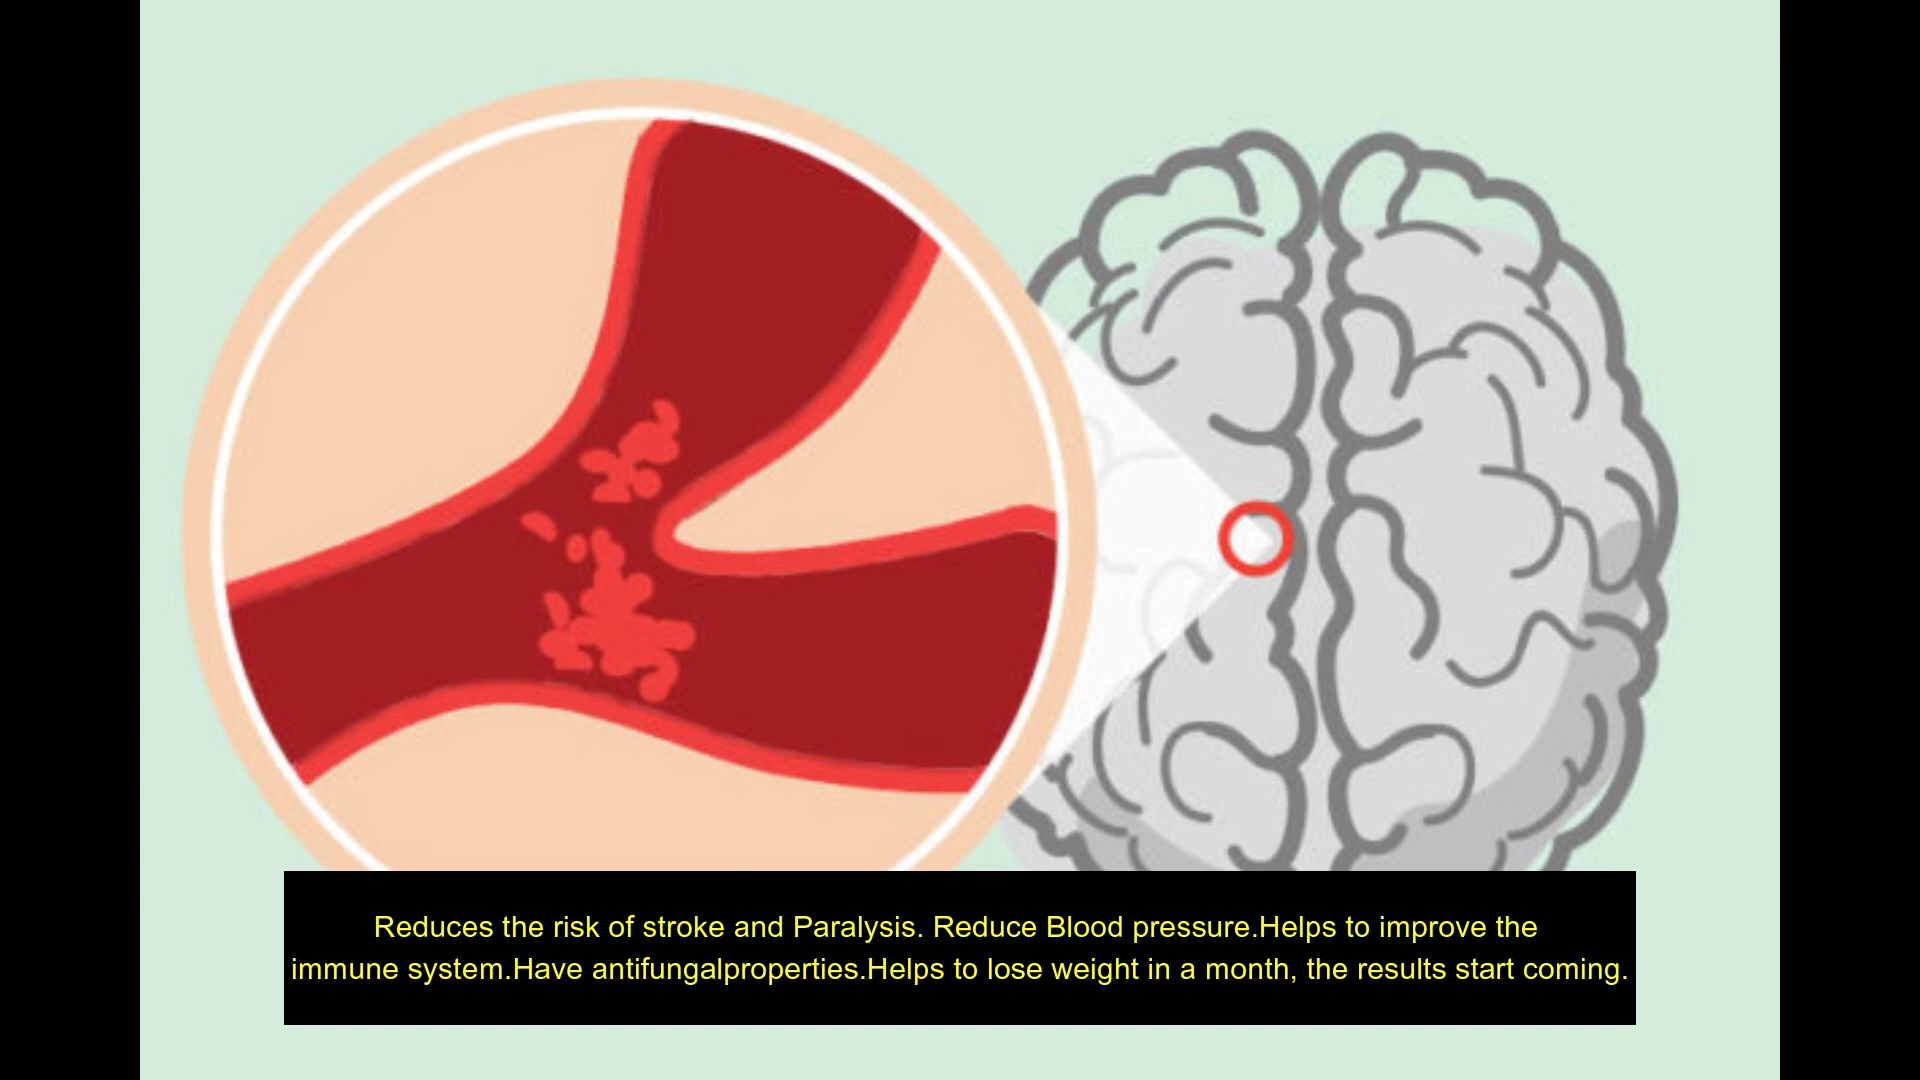 Reduces the risk of stroke and Paralysis. Reduce Blood pressure.Helps to improve the
immune system.Have antifungalproperties.Helps to lose weight in a month, the results start coming.